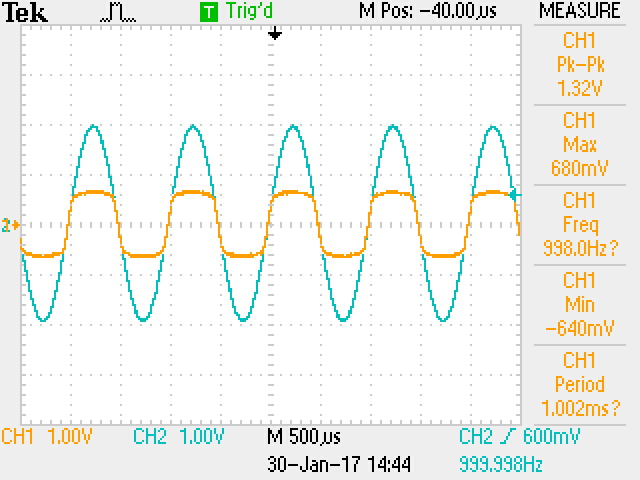 Tek T Trig'd M Pos: -40.00µs MEASURE
CH1
Pk-Pk
1.32V
CH1
Max
680mV
CH1
Freq
998.0Hz?
CH1
Min
-640mV
CH1
Period
1.002ms?
2
CH1 1.00V CH2 1.00V M 500µs CH2 600mV
30-Jan-17 14:44 999.998Hz